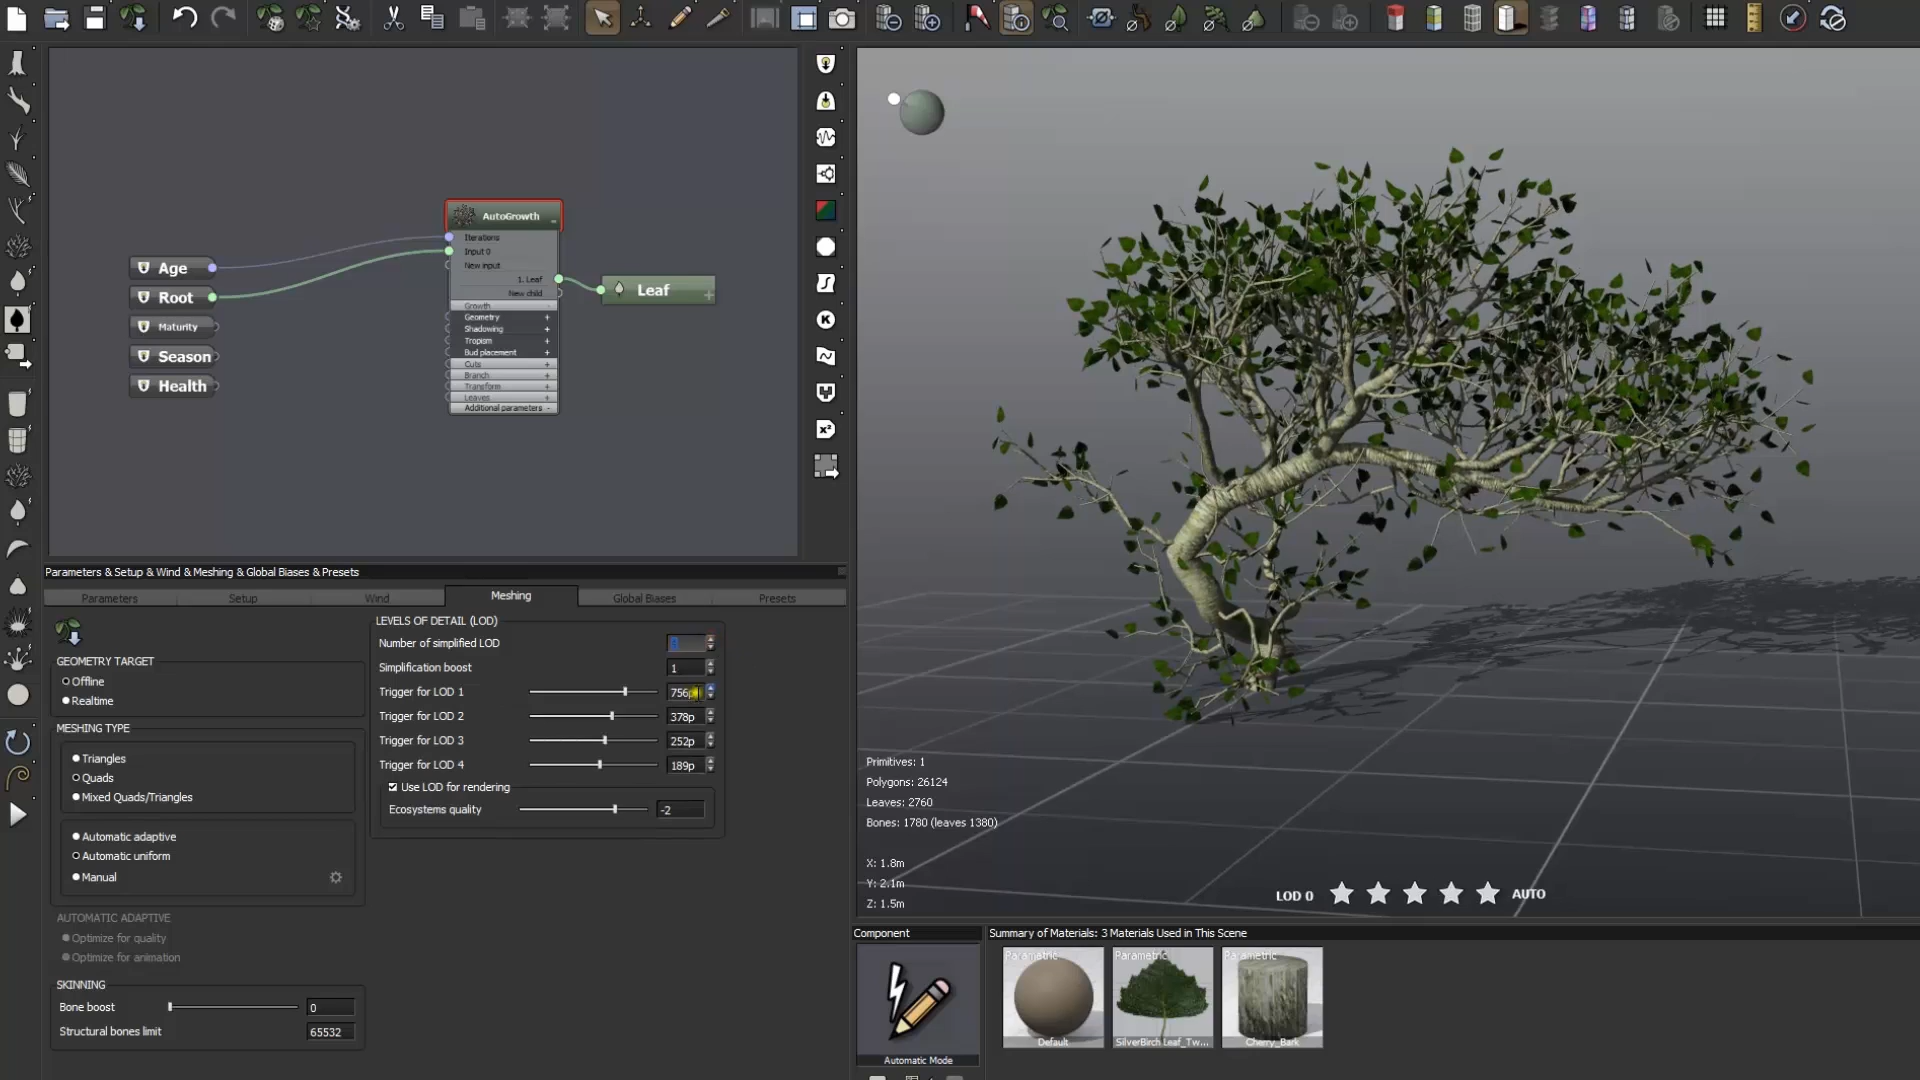 AutoGrowth
Iterations
Input 0
New input
1. Leaf
New child
Growth
Geometry
Shadowing
Tropism
Bud placement
Cuts
Branch
Transform
Leaves
Additional parameters
Age
Root
Maturity
Season
Health
Leaf
K
x²
Parameters & Setup & Wind & Meshing & Global Biases & Presets
Parameters
Setup
Wind
Meshing
Global Biases
Presets
GEOMETRY TARGET
Offline
Realtime
MESHING TYPE
Triangles
Quads
Mixed Quads/Triangles
Automatic adaptive
Automatic uniform
Manual
AUTOMATIC ADAPTIVE
Optimize for quality
Optimize for animation
SKINNING
Bone boost 0
Structural bones limit 65532
LEVELS OF DETAIL (LOD)
Number of simplified LOD
Simplification boost 1
Trigger for LOD 1 756p
Trigger for LOD 2 378p
Trigger for LOD 3 252p
Trigger for LOD 4 189p
Use LOD for rendering
Ecosystems quality -2
Primitives: 1
Polygons: 26124
Leaves: 2760
Bones: 1780 (leaves 1380)
X: 1.8m
Y: 2.1m
Z: 1.5m
LOD 0 AUTO
Component
Automatic Mode
Summary of Materials: 3 Materials Used in This Scene
Parametric
Default
Parametric
SilverBirch Leaf_Tw...
Parametric
Cherry_Bark